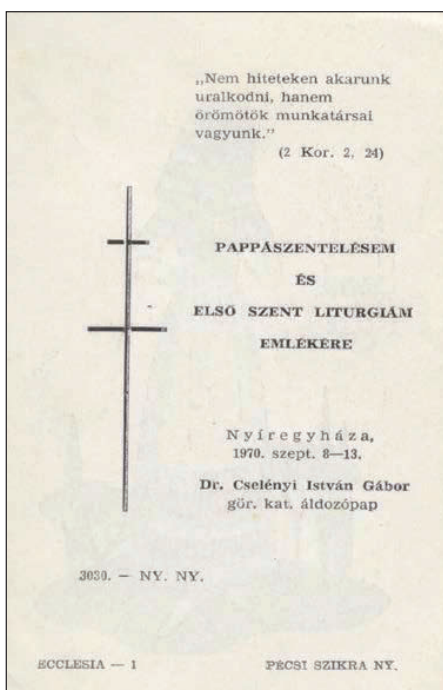 „Nem hiteteken akarunk
uralkodni, hanem
örömötök munkatársai
vagyunk.”
(2 Kor. 2, 24)
PAPPÁSZENTELÉSEM
ÉS
ELSŐ SZENT LITURGIÁM
EMLÉKÉRE
Nyíregyháza,
1970. szept. 8—13.
Dr. Cselényi István Gábor
gör. kat. áldozópap
3030. — NY. NY.
ECCLESIA — 1
PÉCSI SZIKRA NY.